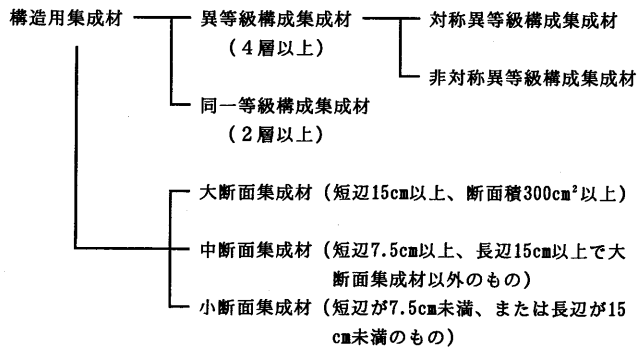 構造用集成材 異等級構成集成材 対称異等級構成集成材
(4層以上)
非対称異等級構成集成材
同一等級構成集成材
(2層以上)
大断面集成材(短辺15cm以上、断面積300cm²以上)
中断面集成材(短辺7.5cm以上、長辺15cm以上で大
断面集成材以外のもの)
小断面集成材(短辺が7.5cm未満、または長辺が15
cm未満のもの)